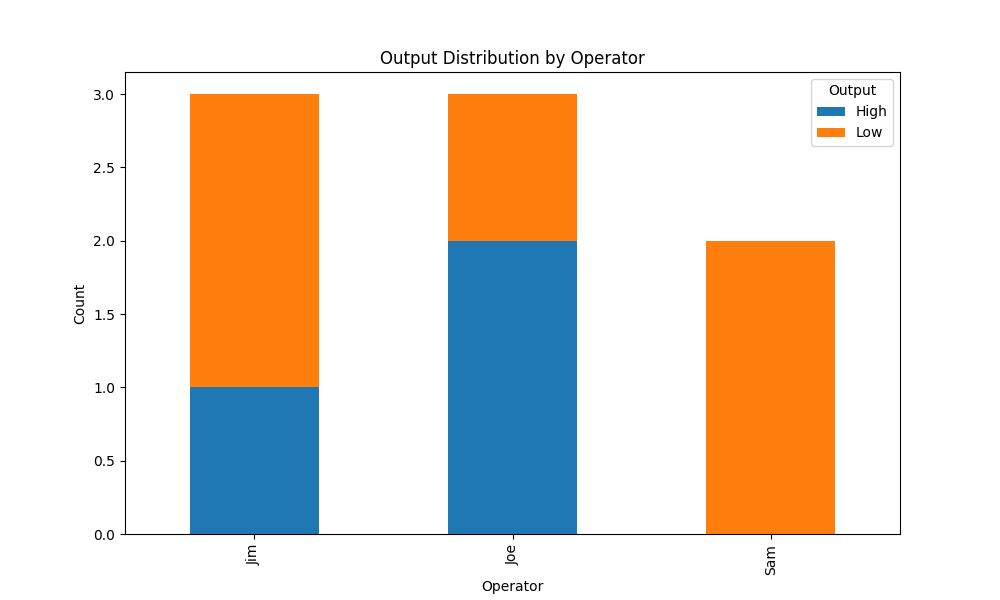 Output Distribution by Operator
Output
High
Low
3.0
2.5
2.0
1.5
1.0
0.5
0.0
Count
Jim
Joe
Sam
Operator